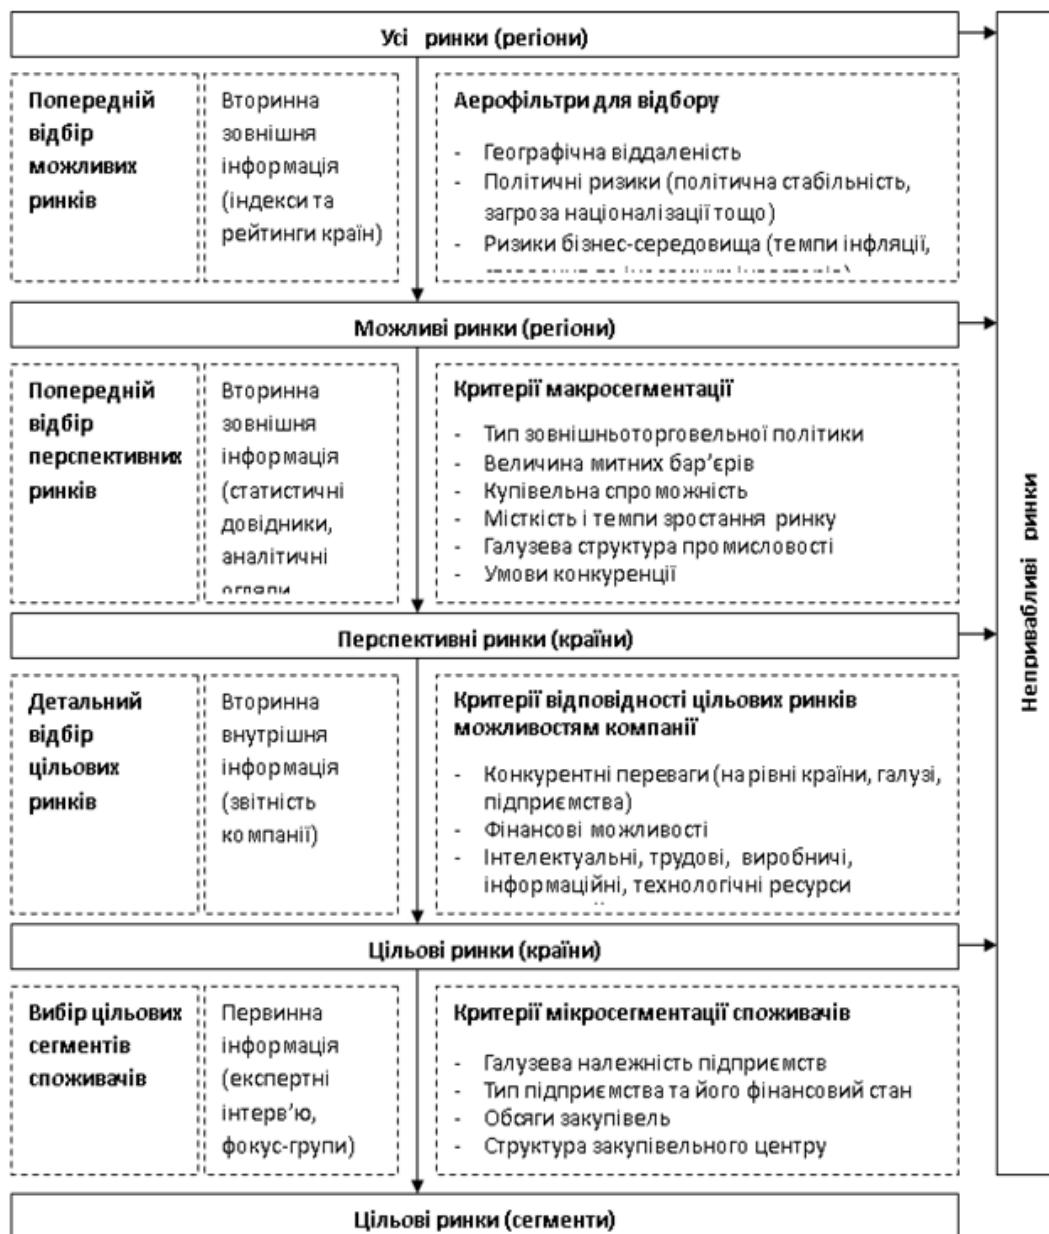 Усі ринки (регіони)
Попередній
відбір
можливих
ринків
Вторинна
зовнішня
інформація
(індекси та
рейтинги країн)
Аерофільтри для відбору
- Географічна віддаленість
- Політичні ризики (політична стабільність,
загроза націоналізації тощо)
- Ризики бізнес-середовища (темпи інфляції,
Можливі ринки (регіони)
Попередній
відбір
перспективних
ринків
Вторинна
зовнішня
інформація
(статистичні
довідники,
аналітичні
огляди
Критерії макросегментації
- Тип зовнішньоторговельної політики
- Величина митних бар’єрів
- Купівельна спроможність
- Місткість і темпи зростання ринку
- Галузева структура промисловості
- Умови конкуренції
Перспективні ринки (країни)
Детальний
відбір
цільових
ринків
Вторинна
внутрішня
інформація
(звітність
компанії)
Критерії відповідності цільових ринків
можливостям компанії
- Конкурентні переваги (на рівні країни, галузі,
підприємства)
- Фінансові можливості
- Інтелектуальні, трудові, виробничі,
інформаційні, технологічні ресурси
Цільові ринки (країни)
Вибір цільових
сегментів
споживачів
Первинна
інформація
(експертні
інтерв’ю,
фокус-групи)
Критерії мікросегментації споживачів
- Галузева належність підприємств
- Тип підприємства та його фінансовий стан
- Обсяги закупівель
- Структура закупівельного центру
Цільові ринки (сегменти)
Непривабливі ринки